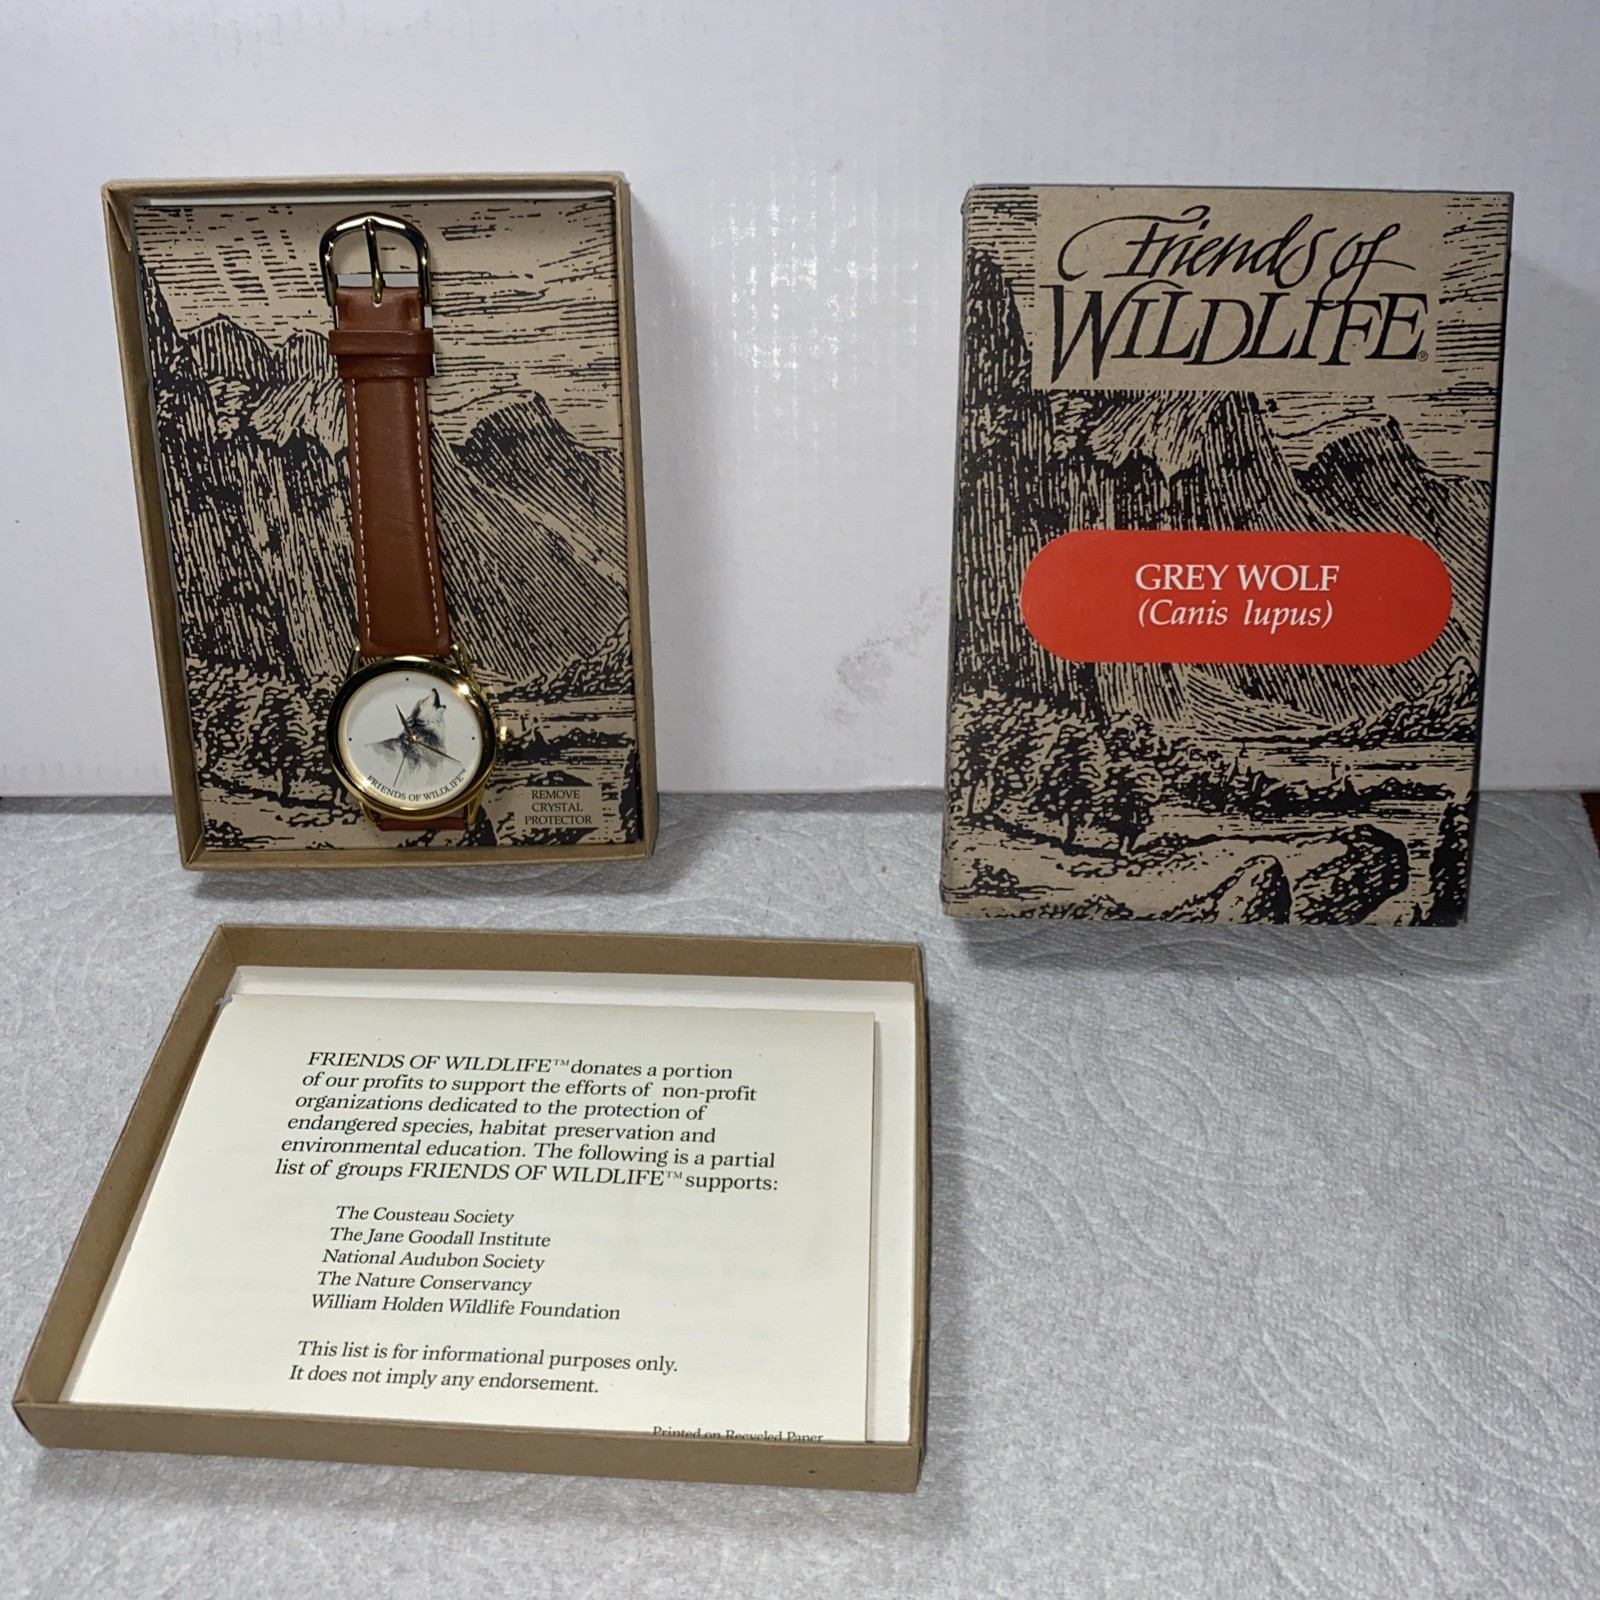 FRIENDS OF WILDLIFE™
REMOVE
CRYSTAL
PROTECTOR
Friends of
WILDLIFE®
GREY WOLF
(Canis lupus)
FRIENDS OF WILDLIFE™ donates a portion
of our profits to support the efforts of non-profit
organizations dedicated to the protection of
endangered species, habitat preservation and
environmental education. The following is a partial
list of groups FRIENDS OF WILDLIFE™ supports:
The Cousteau Society
The Jane Goodall Institute
National Audubon Society
The Nature Conservancy
William Holden Wildlife Foundation
This list is for informational purposes only.
It does not imply any endorsement.
Printed on Recycled Paper